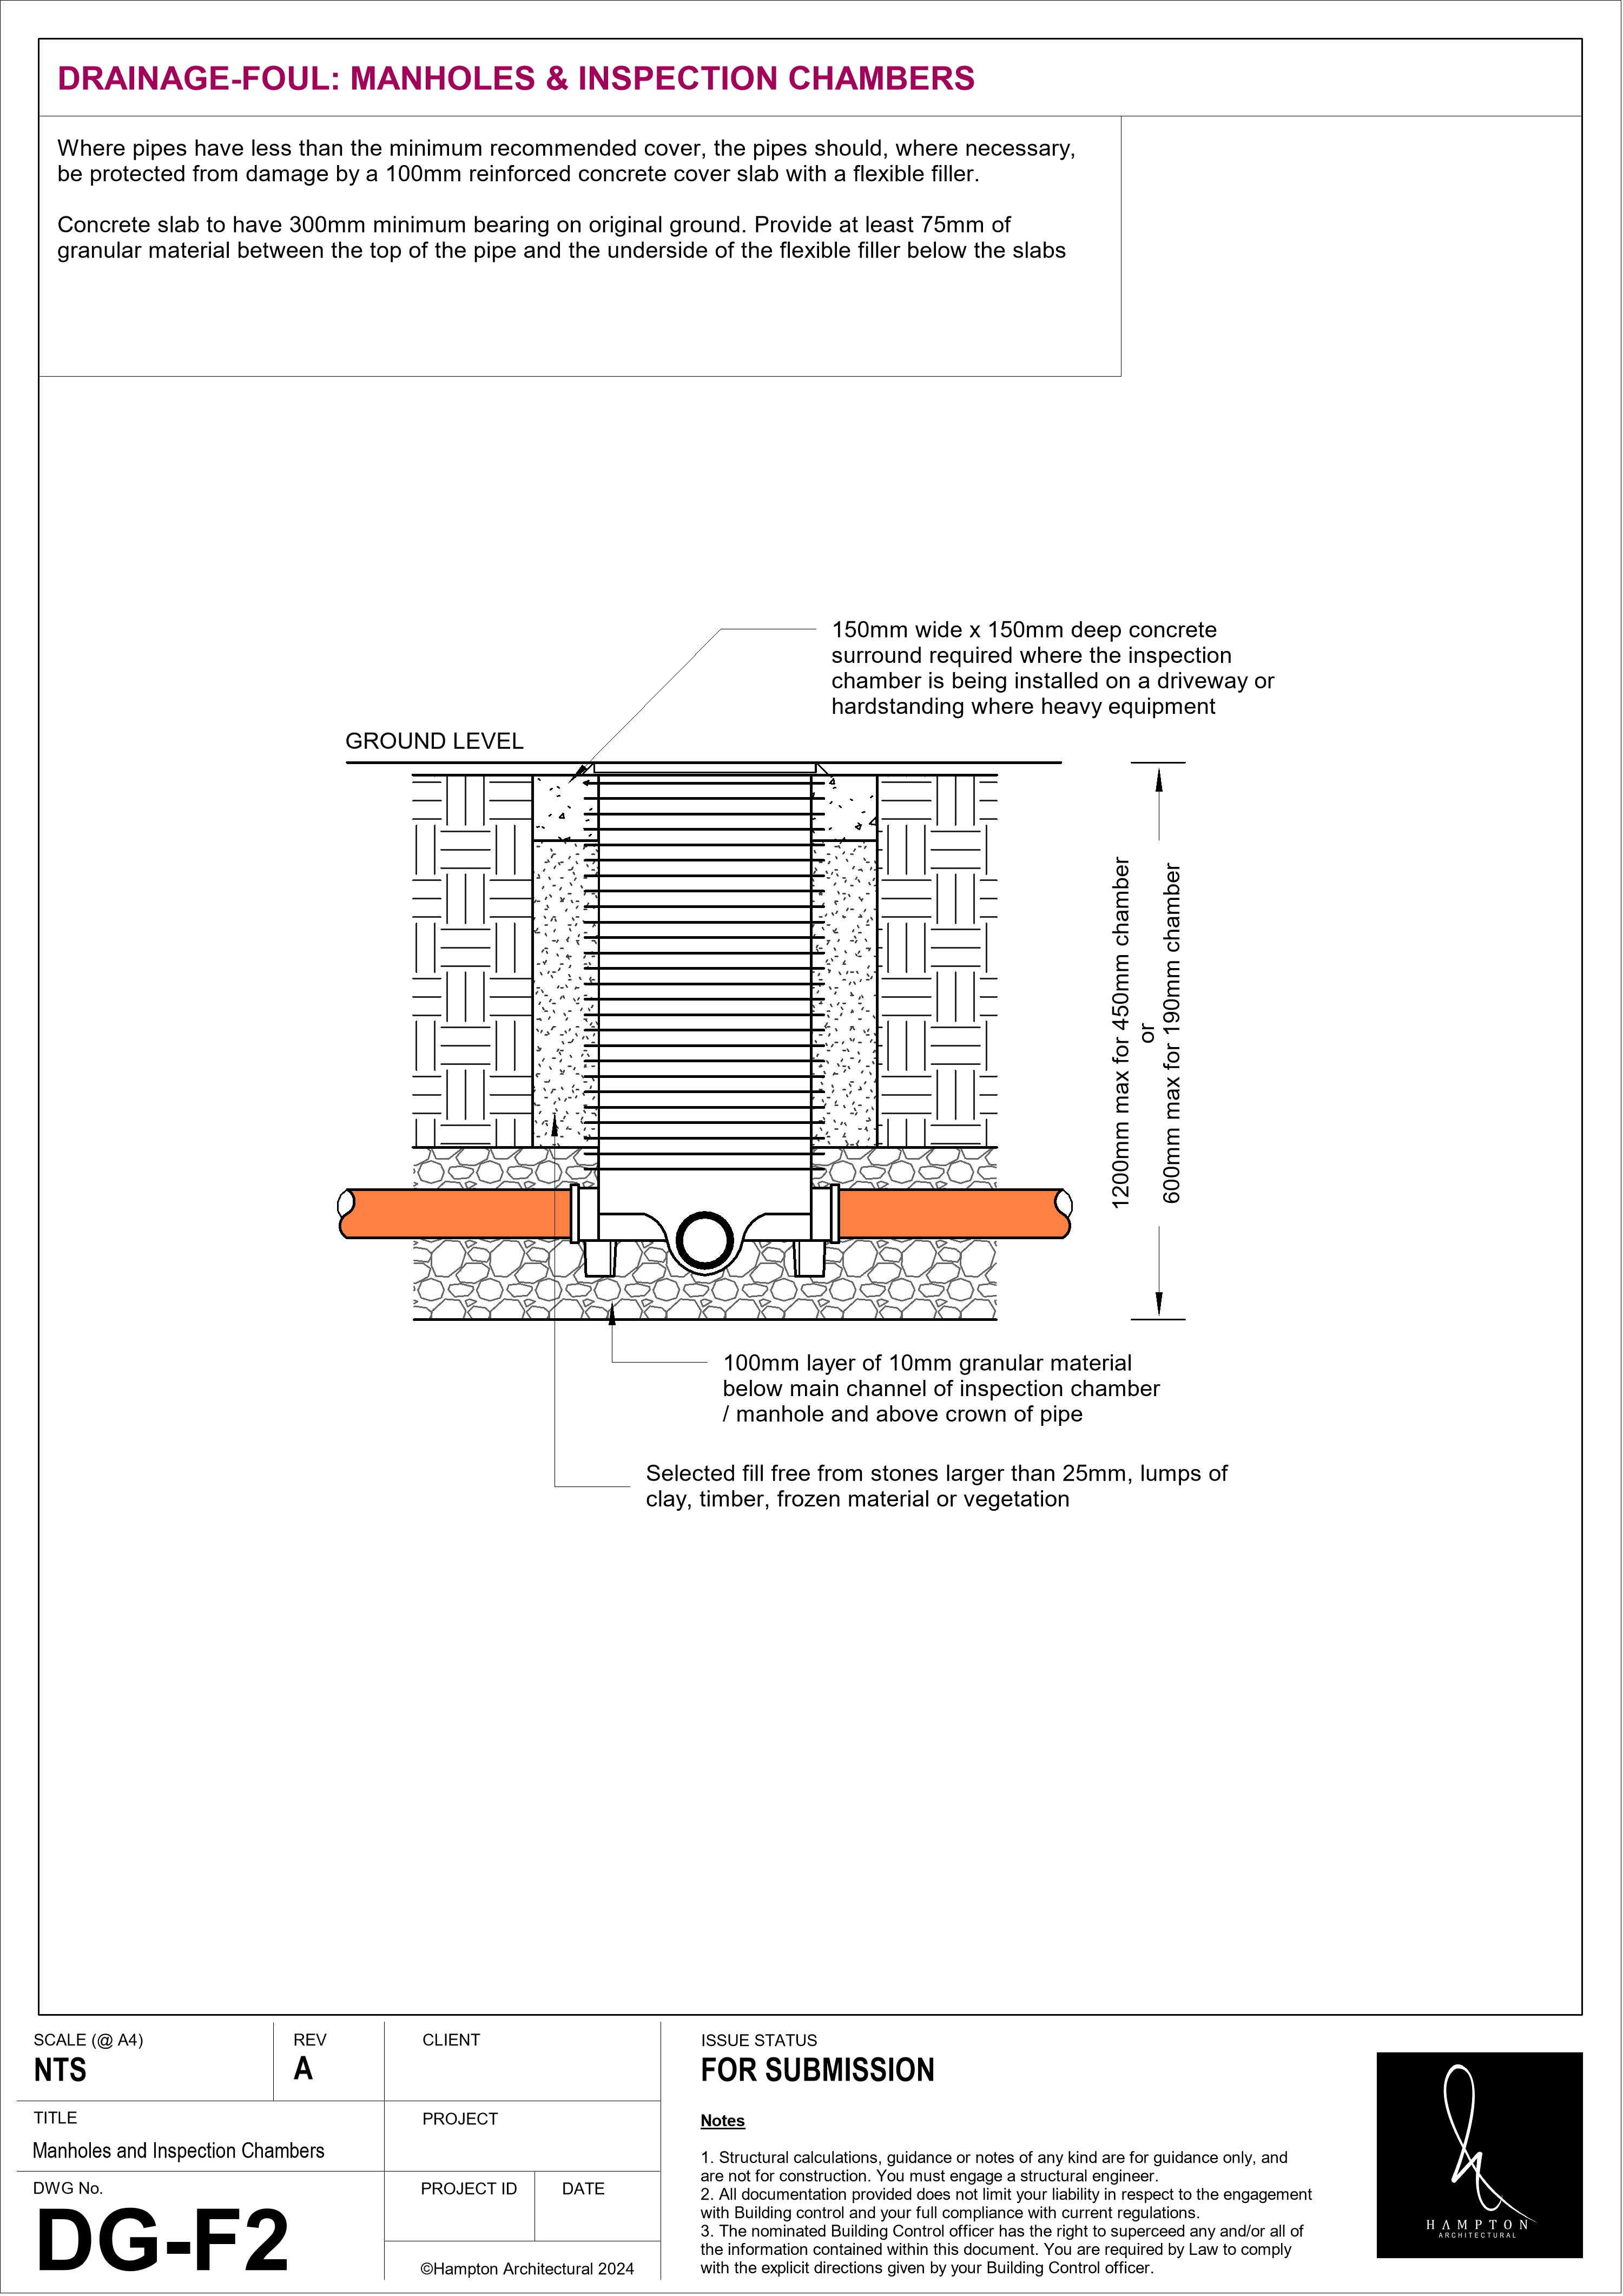 DRAINAGE-FOUL: MANHOLES & INSPECTION CHAMBERS
Where pipes have less than the minimum recommended cover, the pipes should, where necessary,
be protected from damage by a 100mm reinforced concrete cover slab with a flexible filler.
Concrete slab to have 300mm minimum bearing on original ground. Provide at least 75mm of
granular material between the top of the pipe and the underside of the flexible filler below the slabs
150mm wide x 150mm deep concrete
surround required where the inspection
chamber is being installed on a driveway or
hardstanding where heavy equipment
GROUND LEVEL
1200mm max for 450mm chamber
or
600mm max for 190mm chamber
100mm layer of 10mm granular material
below main channel of inspection chamber
/ manhole and above crown of pipe
Selected fill free from stones larger than 25mm, lumps of
clay, timber, frozen material or vegetation
SCALE (@ A4)
NTS
REV
A
CLIENT
TITLE
Manholes and Inspection Chambers
PROJECT
DWG No.
DG-F2
PROJECT ID
DATE
©Hampton Architectural 2024
ISSUE STATUS
FOR SUBMISSION
Notes
1. Structural calculations, guidance or notes of any kind are for guidance only, and
are not for construction. You must engage a structural engineer.
2. All documentation provided does not limit your liability in respect to the engagement
with Building control and your full compliance with current regulations.
3. The nominated Building Control officer has the right to superceed any and/or all of
the information contained within this document. You are required by Law to comply
with the explicit directions given by your Building Control officer.
HAMPTON
ARCHITECTURAL